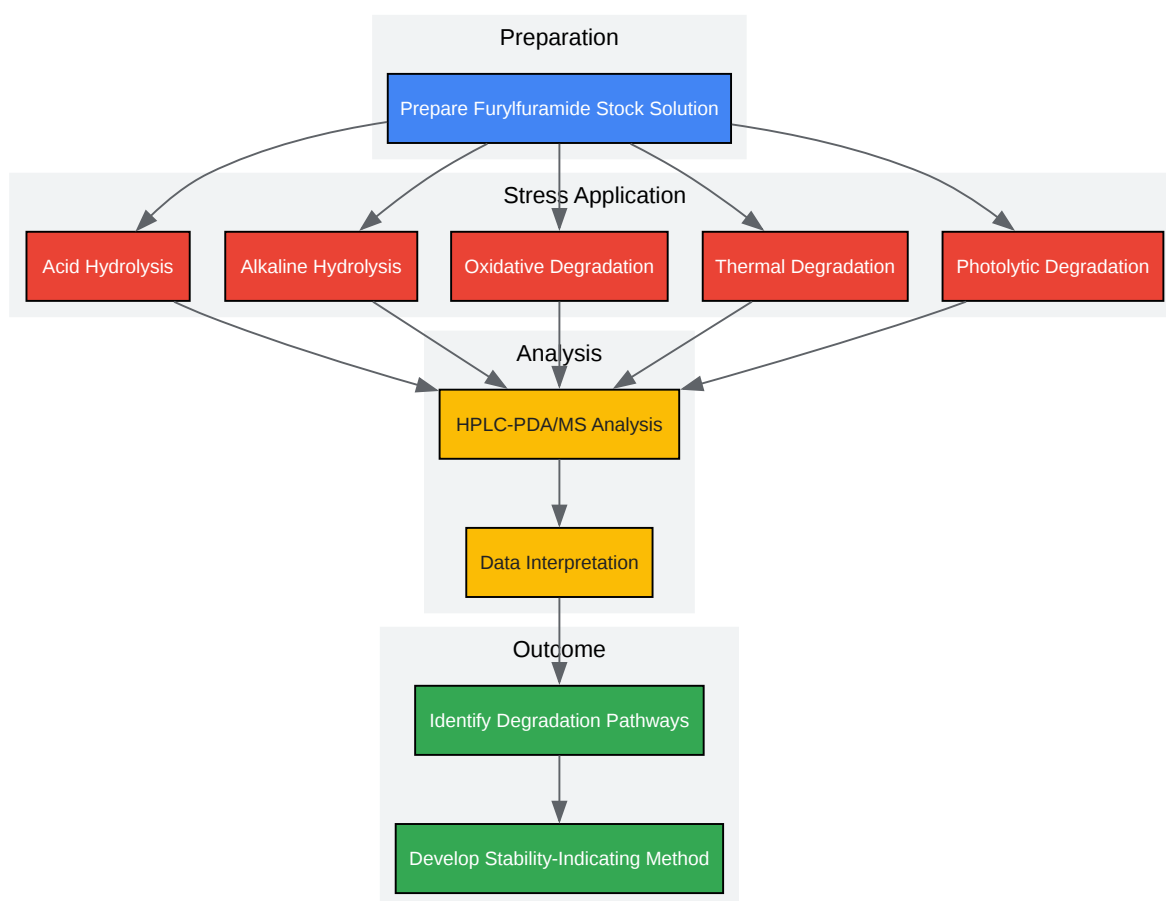 Preparation
Prepare Furylfuramide Stock Solution
Stress Application
Acid Hydrolysis
Alkaline Hydrolysis
Oxidative Degradation
Thermal Degradation
Photolytic Degradation
Analysis
HPLC-PDA/MS Analysis
Data Interpretation
Outcome
Identify Degradation Pathways
Develop Stability-Indicating Method